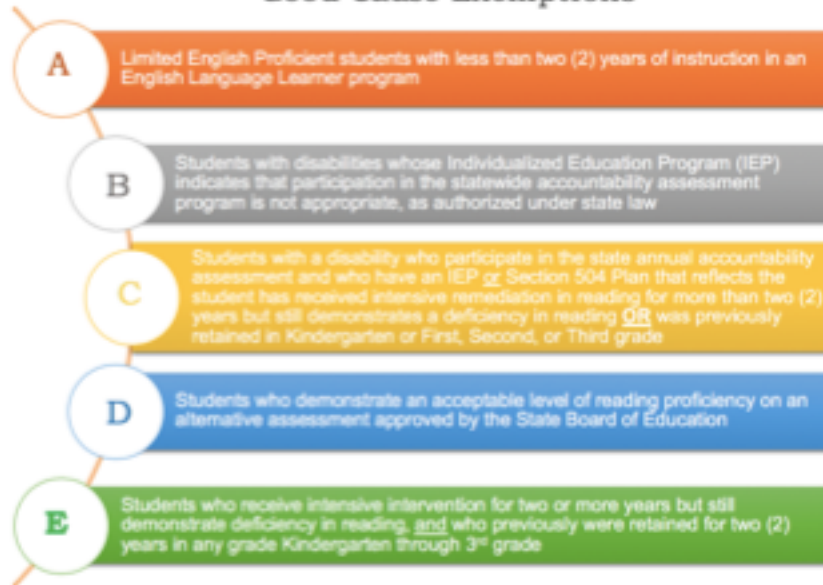 Good Cause Exemptions
A
Limited English Proficient students with less than two (2) years of instruction in an
English Language Learner program
B
Students with disabilities whose Individualized Education Program (IEP)
indicates that participation in the statewide accountability assessment
program is not appropriate, as authorized under state law
C
Students with a disability who participate in the state annual accountability
assessment and who have an IEP or Section 504 Plan that reflects the
student has received intensive remediation in reading for more than two (2)
years but still demonstrates a deficiency in reading OR was previously
retained in Kindergarten or First, Second, or Third grade
D
Students who demonstrate an acceptable level of reading proficiency on an
alternative assessment approved by the State Board of Education
E
Students who receive intensive intervention for two or more years but still
demonstrate deficiency in reading, and who previously were retained for two (2)
years in any grade Kindergarten through 3rd grade